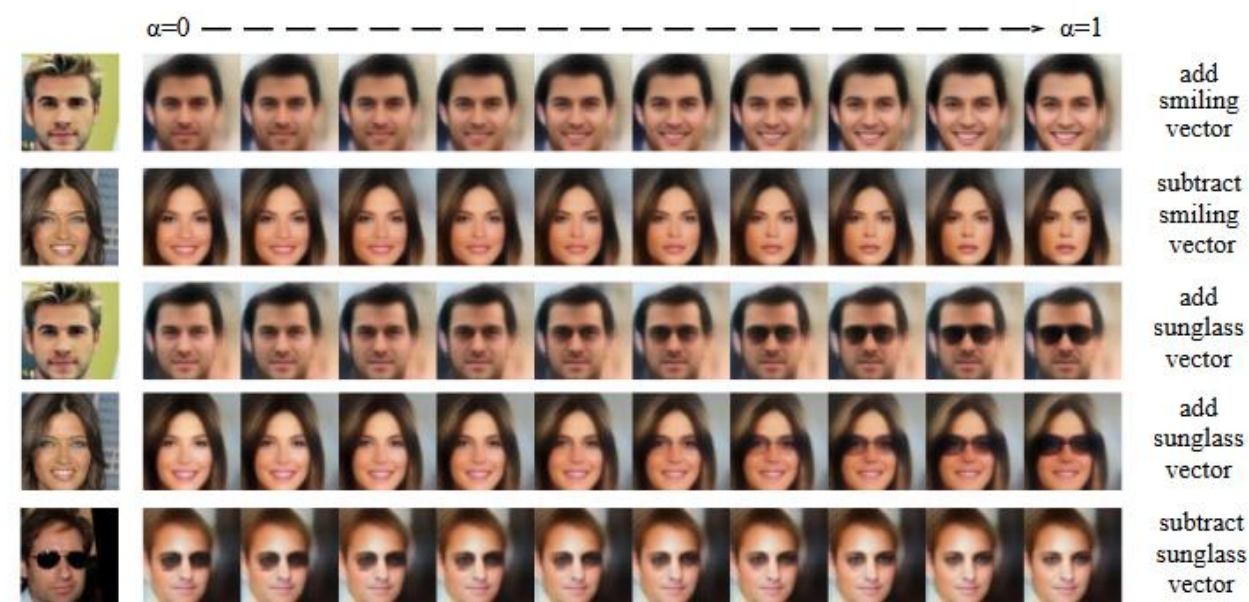 α=0
α=1
add
smiling
vector
subtract
smiling
vector
add
sunglass
vector
add
sunglass
vector
subtract
sunglass
vector